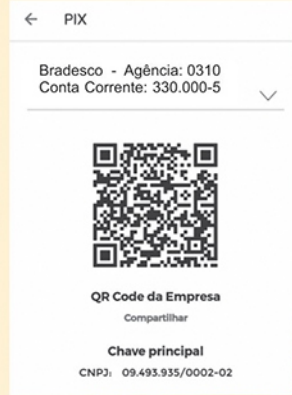 PIX
Bradesco - Agência: 0310
Conta Corrente: 330.000-5
QR Code da Empresa
Compartilhar
Chave principal
CNPJ: 09.493.935/0002-02